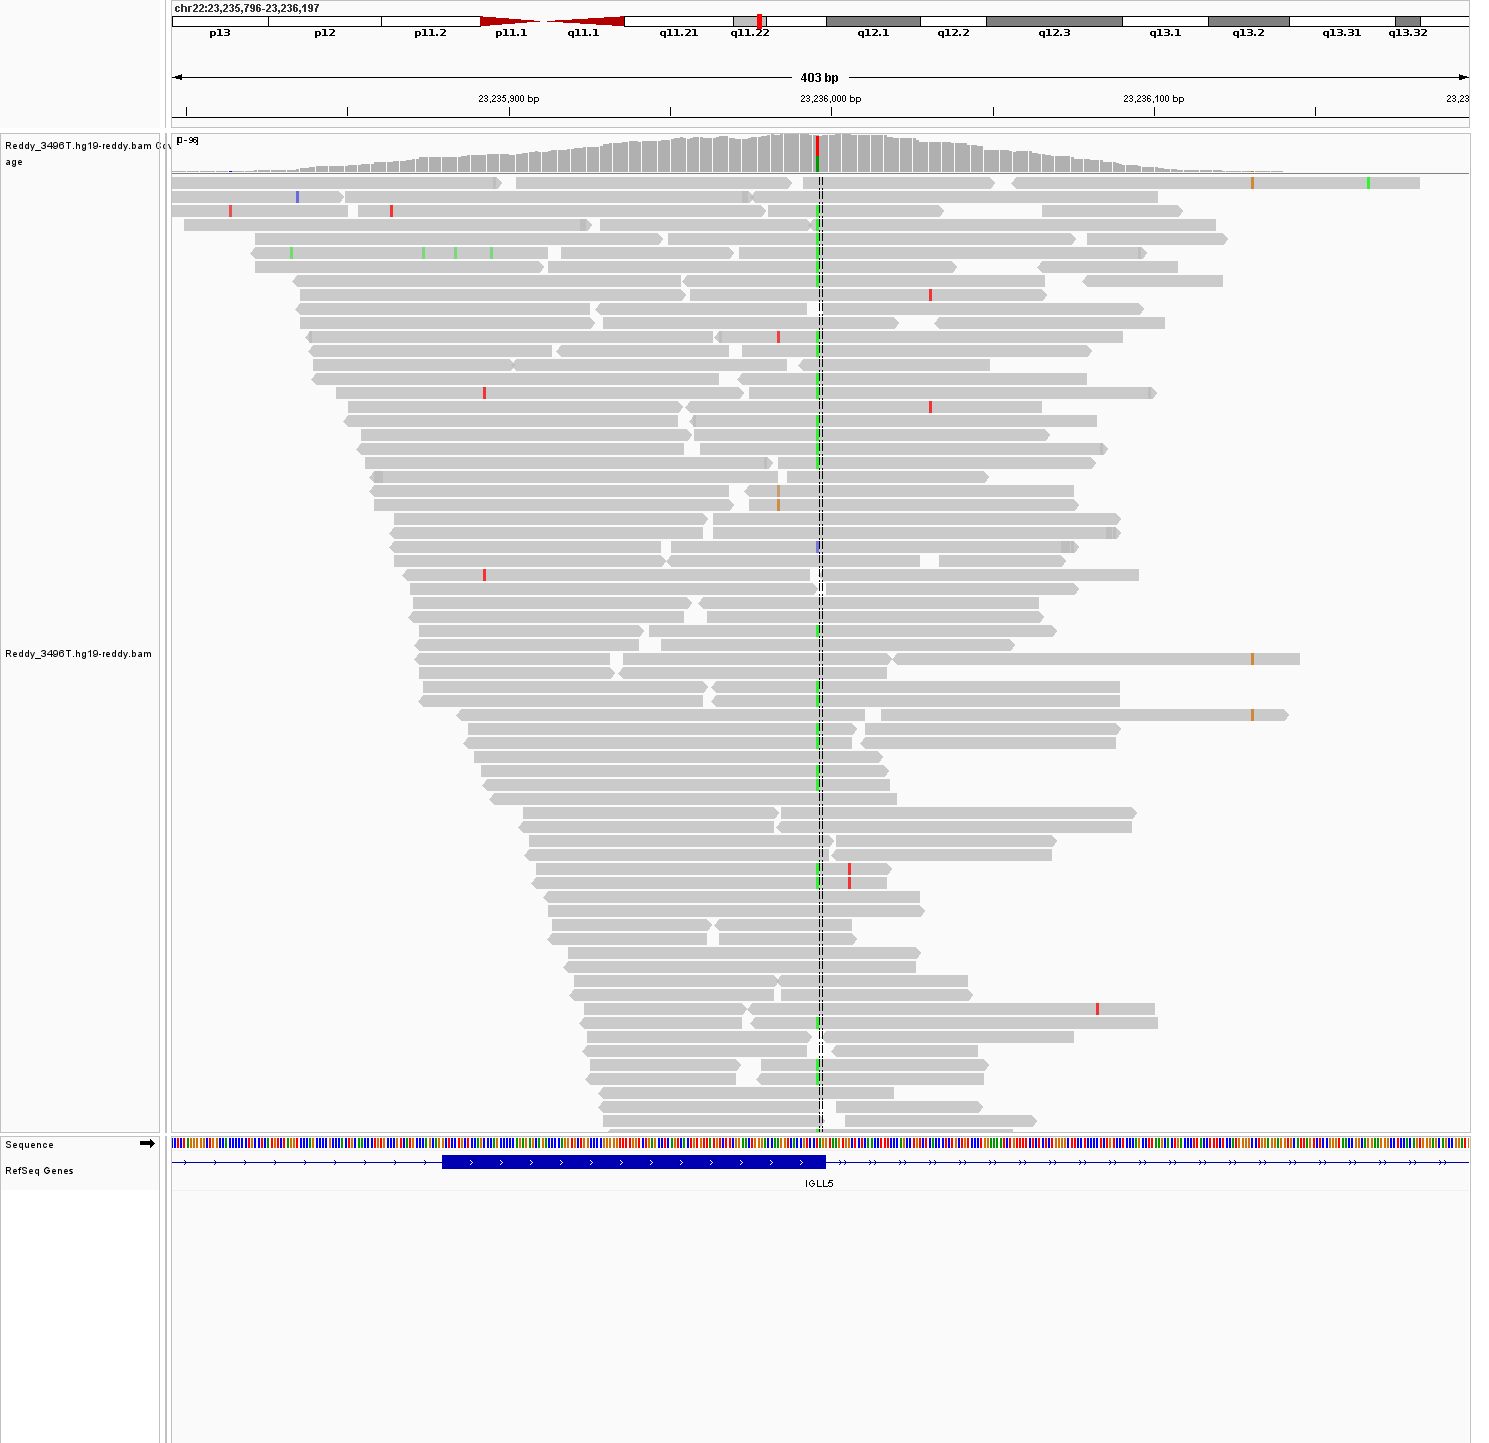 chr22:23,235,796-23,236,197
p13 p12 p11.2 p11.1 q11.1 q11.21 q11.22 q12.1 q12.2 q12.3 q13.1 q13.2 q13.31 q13.32
403 bp
23,235,900 bp 23,236,000 bp 23,236,100 bp 23,23
Reddy_3496T.hg19-reddy.bam Cov
age
[0-96]
Reddy_3496T.hg19-reddy.bam
Sequence
RefSeq Genes
IGLL5